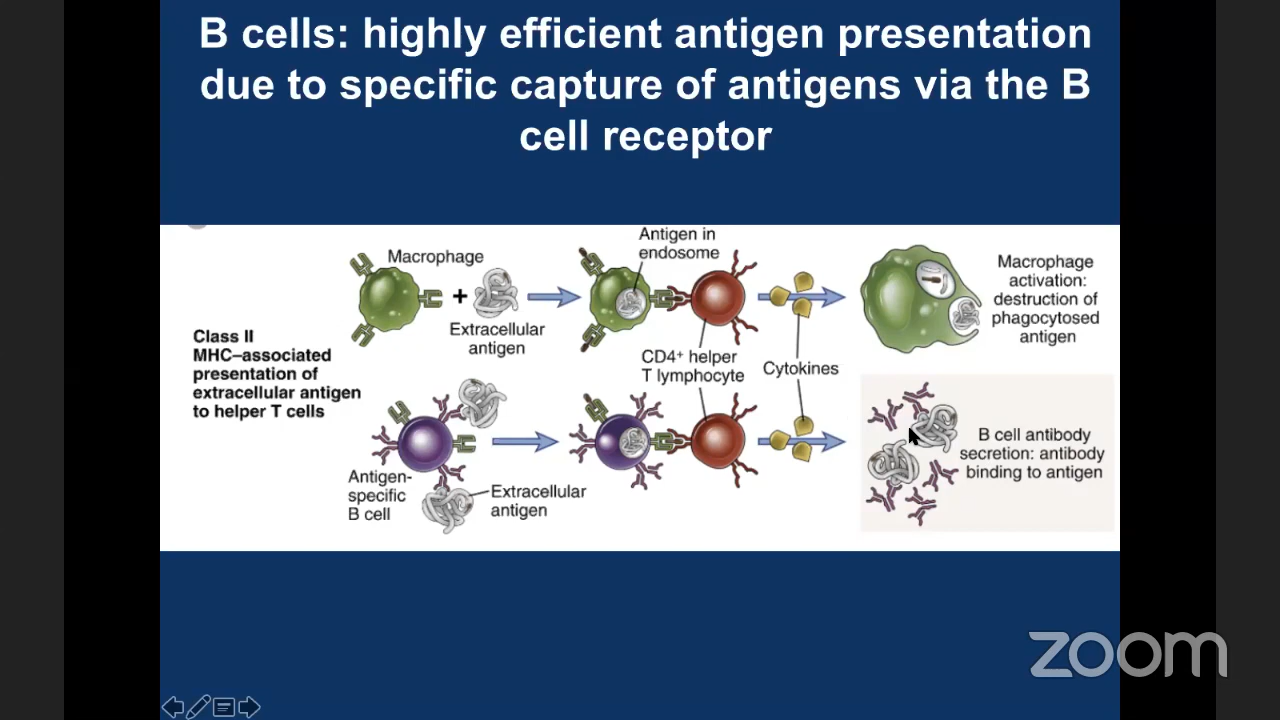 B cells: highly efficient antigen presentation
due to specific capture of antigens via the B
cell receptor
Macrophage
+
Extracellular
antigen
Antigen in
endosome
CD4+ helper
T lymphocyte
Cytokines
Macrophage
activation:
destruction of
phagocytosed
antigen
Class II
MHC–associated
presentation of
extracellular antigen
to helper T cells
Antigen-
specific
B cell
Extracellular
antigen
B cell antibody
secretion: antibody
binding to antigen
zoom